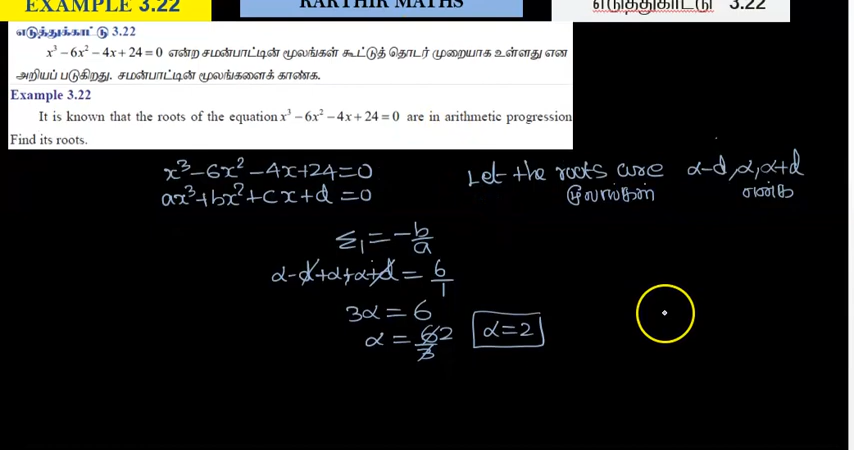 EXAMPLE 3.22
KARTHIK MATHS
எடுத்துக்காட்டு 3.22
எடுத்துக்காட்டு 3.22
x³ − 6x² − 4x + 24 = 0 என்ற சமன்பாட்டின் மூலங்கள் கூட்டுத் தொடர் முறையாக உள்ளது என
அறியப் படுகிறது. சமன்பாட்டின் மூலங்களைக் காண்க.
Example 3.22
It is known that the roots of the equation x³ − 6x² − 4x + 24 = 0 are in arithmetic progression
Find its roots.
x³−6x²−4x+24=0
Let the roots are α−d, α, α+d
ax³+bx²+cx+d=0
மூலங்கள் என்க
Σ₁ = −b/a
α−d+α+α+d = 6/1
3α = 6
α = 6/3 2
α=2